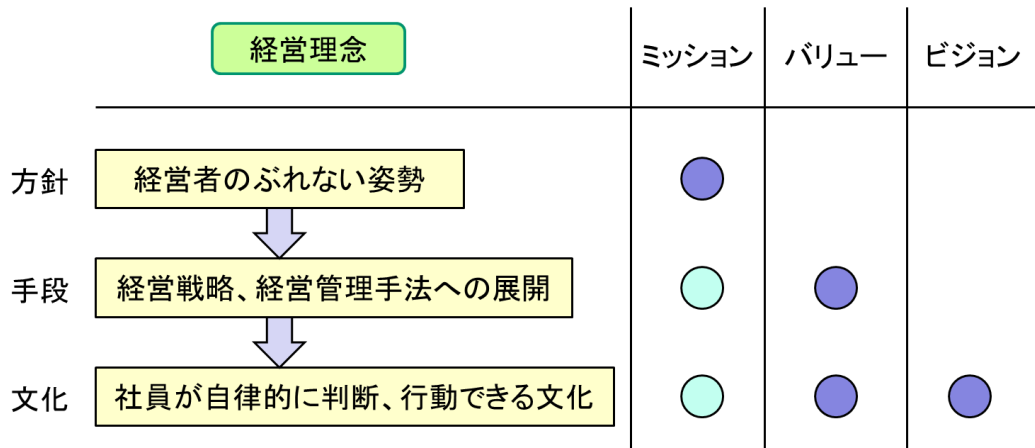 経営理念
ミッション
バリュー
ビジョン
方針
経営者のぶれない姿勢
手段
経営戦略、経営管理手法への展開
文化
社員が自律的に判断、行動できる文化